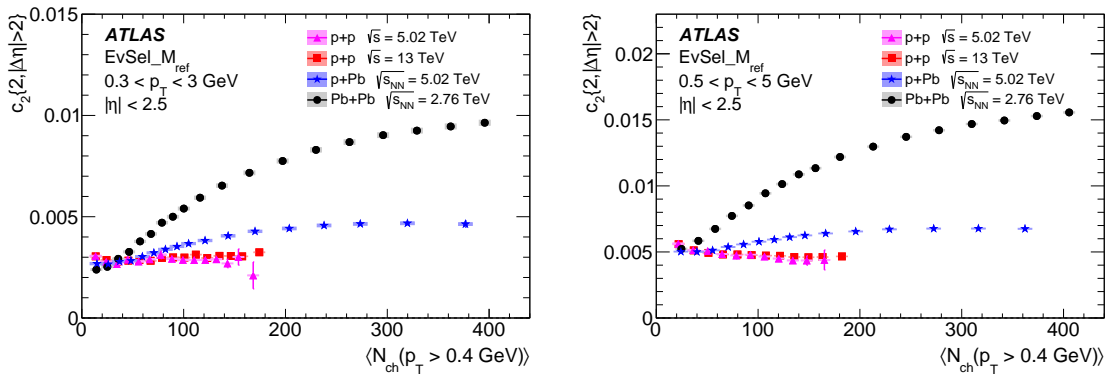 c₂{2,|Δη|>2}
0.015
0.01
0.005
0
0 100 200 300 400
⟨N_ch(p_T > 0.4 GeV)⟩
ATLAS
EvSel_M_ref
0.3 < p_T < 3 GeV
|η| < 2.5
p+p √s = 5.02 TeV
p+p √s = 13 TeV
p+Pb √s_NN = 5.02 TeV
Pb+Pb √s_NN = 2.76 TeV
c₂{2,|Δη|>2}
0.02
0.015
0.01
0.005
0
0 100 200 300 400
⟨N_ch(p_T > 0.4 GeV)⟩
ATLAS
EvSel_M_ref
0.5 < p_T < 5 GeV
|η| < 2.5
p+p √s = 5.02 TeV
p+p √s = 13 TeV
p+Pb √s_NN = 5.02 TeV
Pb+Pb √s_NN = 2.76 TeV